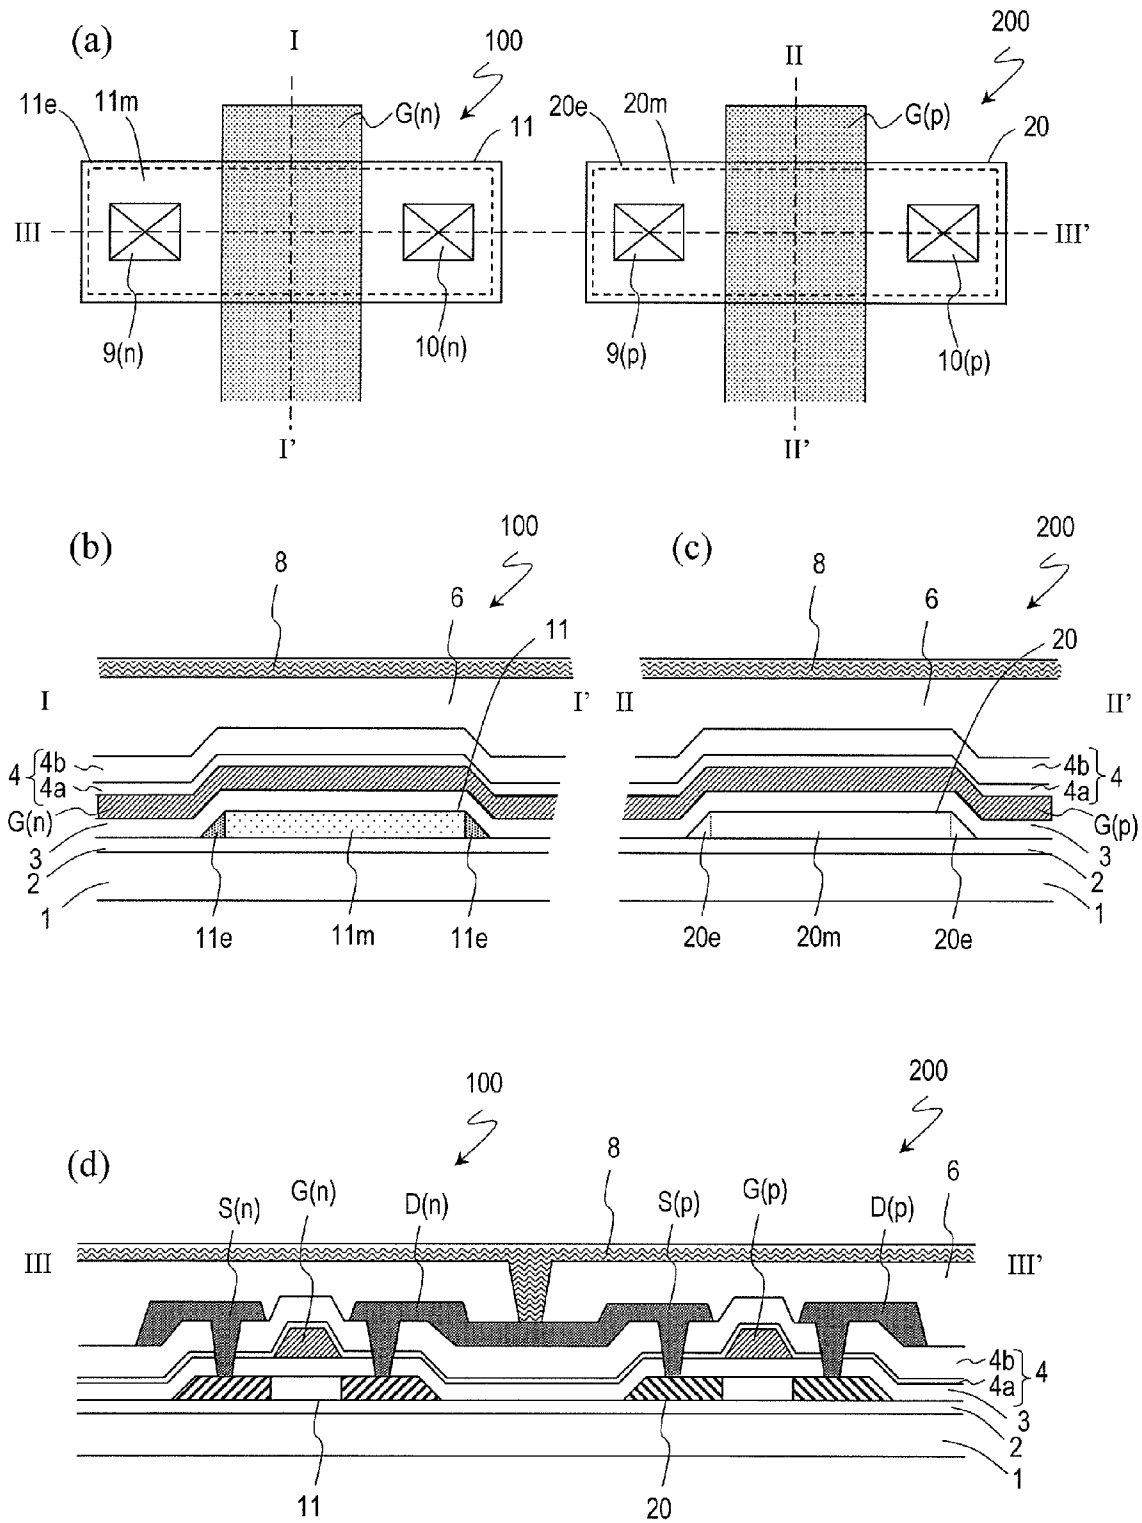 (a)
I
100
II
200
11e
11m
G(n)
11
20e
20m
G(p)
20
III
III'
9(n)
10(n)
9(p)
10(p)
I'
II'
(b)
100
(c)
200
8
6
11
8
6
20
I
I'
II
II'
4
4b
4a
G(n)
3
2
1
4b
4a
4
G(p)
3
2
1
11e
11m
11e
20e
20m
20e
(d)
100
200
S(n)
G(n)
D(n)
8
S(p)
G(p)
D(p)
6
III
III'
4b
4a
4
3
2
1
11
20